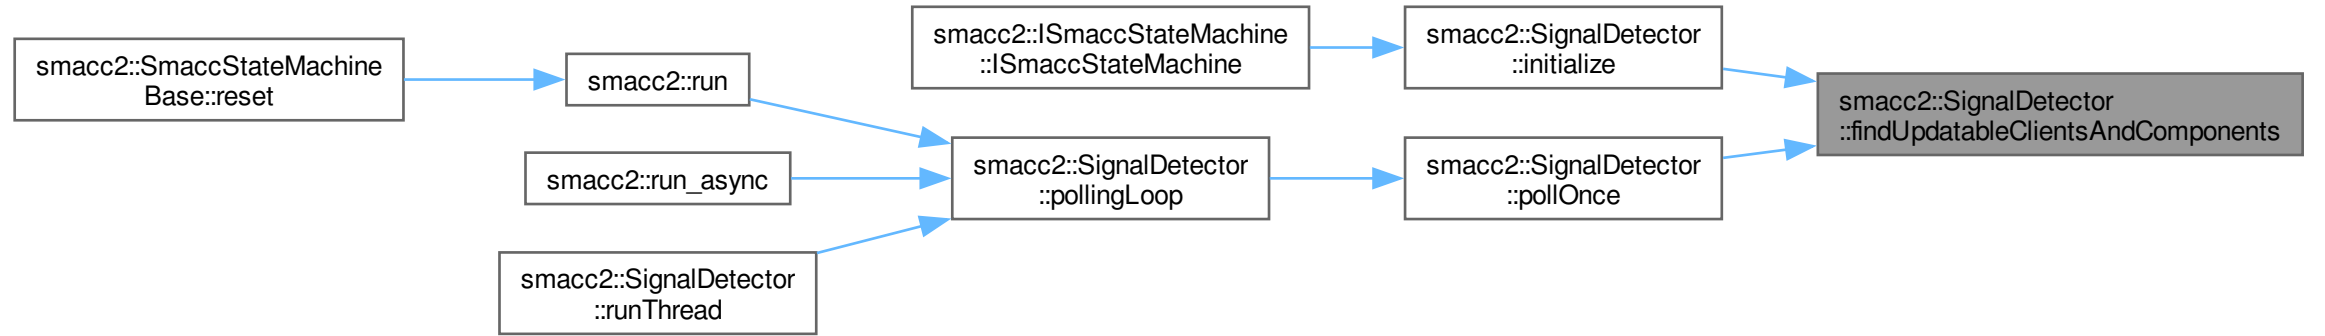 smacc2::SmaccStateMachine
Base::reset
smacc2::run
smacc2::run_async
smacc2::SignalDetector
::runThread
smacc2::ISmaccStateMachine
::ISmaccStateMachine
smacc2::SignalDetector
::pollingLoop
smacc2::SignalDetector
::initialize
smacc2::SignalDetector
::pollOnce
smacc2::SignalDetector
::findUpdatableClientsAndComponents